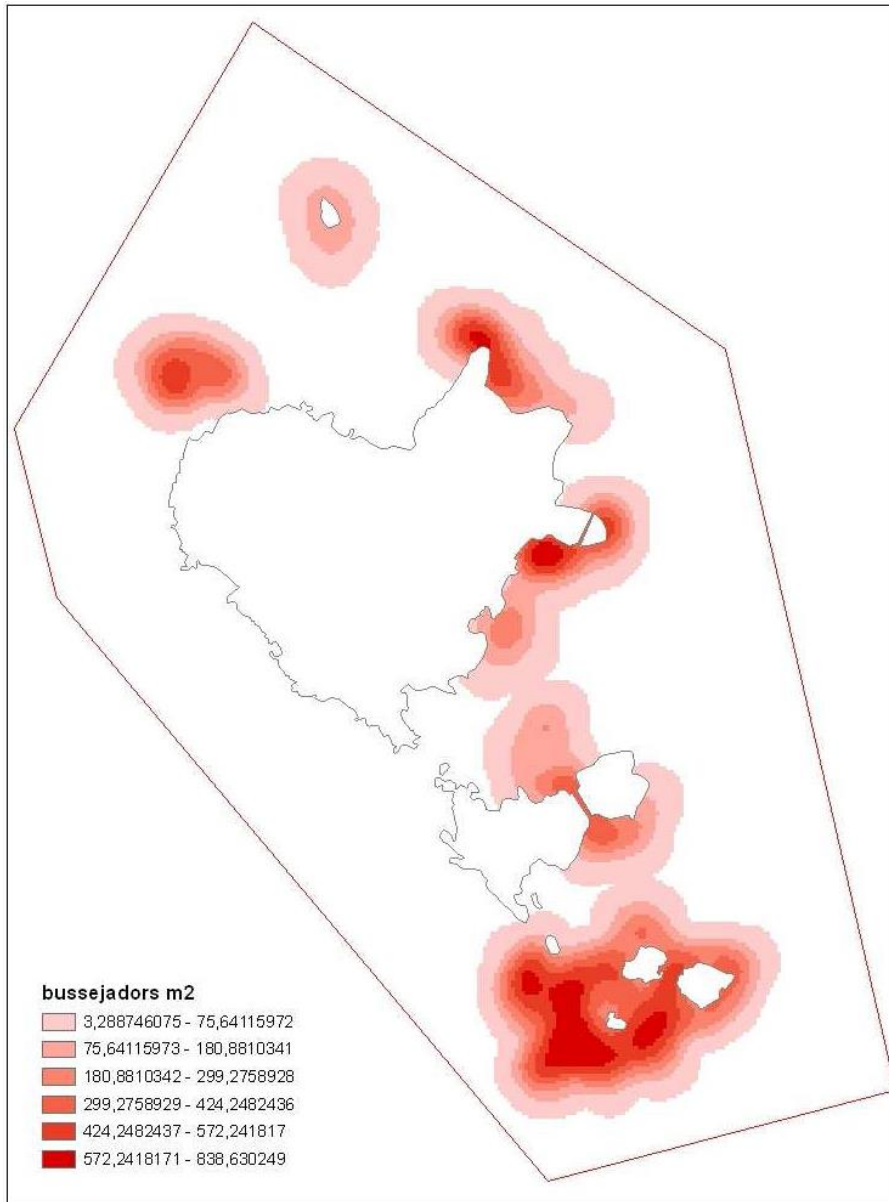 bussejadors m2
3,288746075 - 75,64115972
75,64115973 - 180,8810341
180,8810342 - 299,2758928
299,2758929 - 424,2482436
424,2482437 - 572,241817
572,2418171 - 838,630249